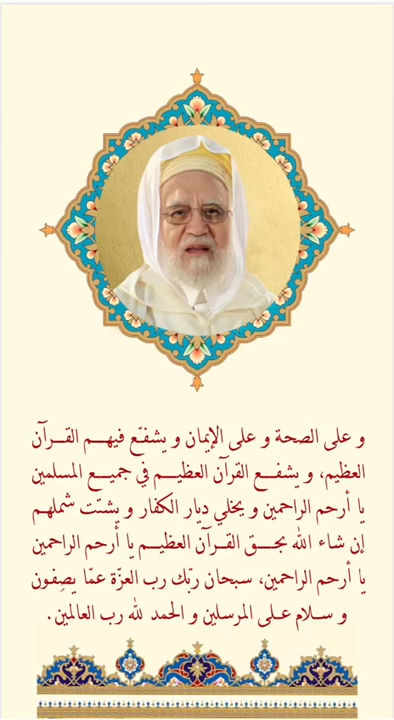 و على الصحة و على الإيمان و يشفّع فيهم القرآن
العظيم، و يشفع القرآن العظيم في جميع المسلمين
يا أرحم الراحمين و يخلي ديار الكفار و يشتّت شملهم
إن شاء الله بحق القرآن العظيم يا أرحم الراحمين
يا أرحم الراحمين، سبحان ربّك رب العزّة عمّا يصِفون
و سلام على المرسلين و الحمد لله رب العالمين.